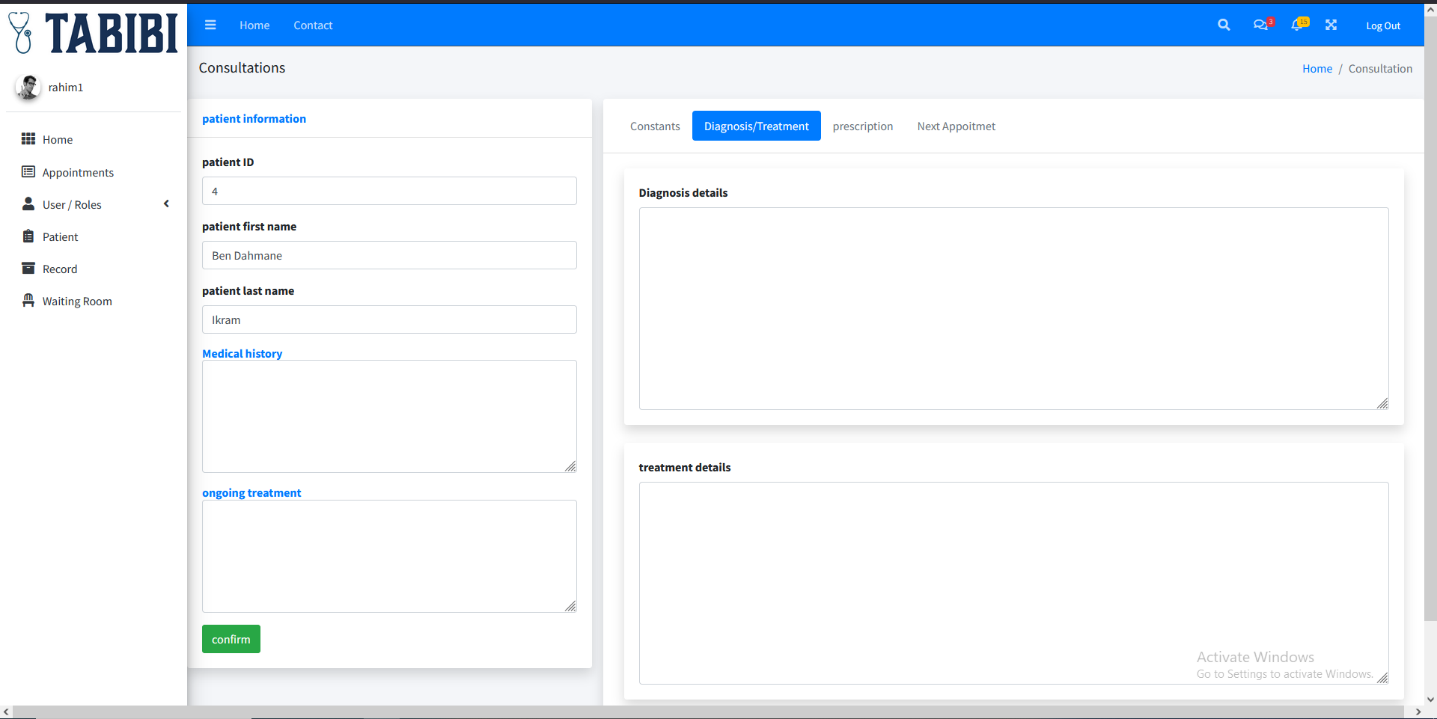 TABIBI
Home Contact
3 15 Log Out
rahim1
Home
Appointments
User / Roles
Patient
Record
Waiting Room
Consultations
Home / Consultation
patient information
patient ID
4
patient first name
Ben Dahmane
patient last name
Ikram
Medical history
ongoing treatment
confirm
Constants Diagnosis/Treatment prescription Next Appoitmet
Diagnosis details
treatment details
Activate Windows
Go to Settings to activate Windows.